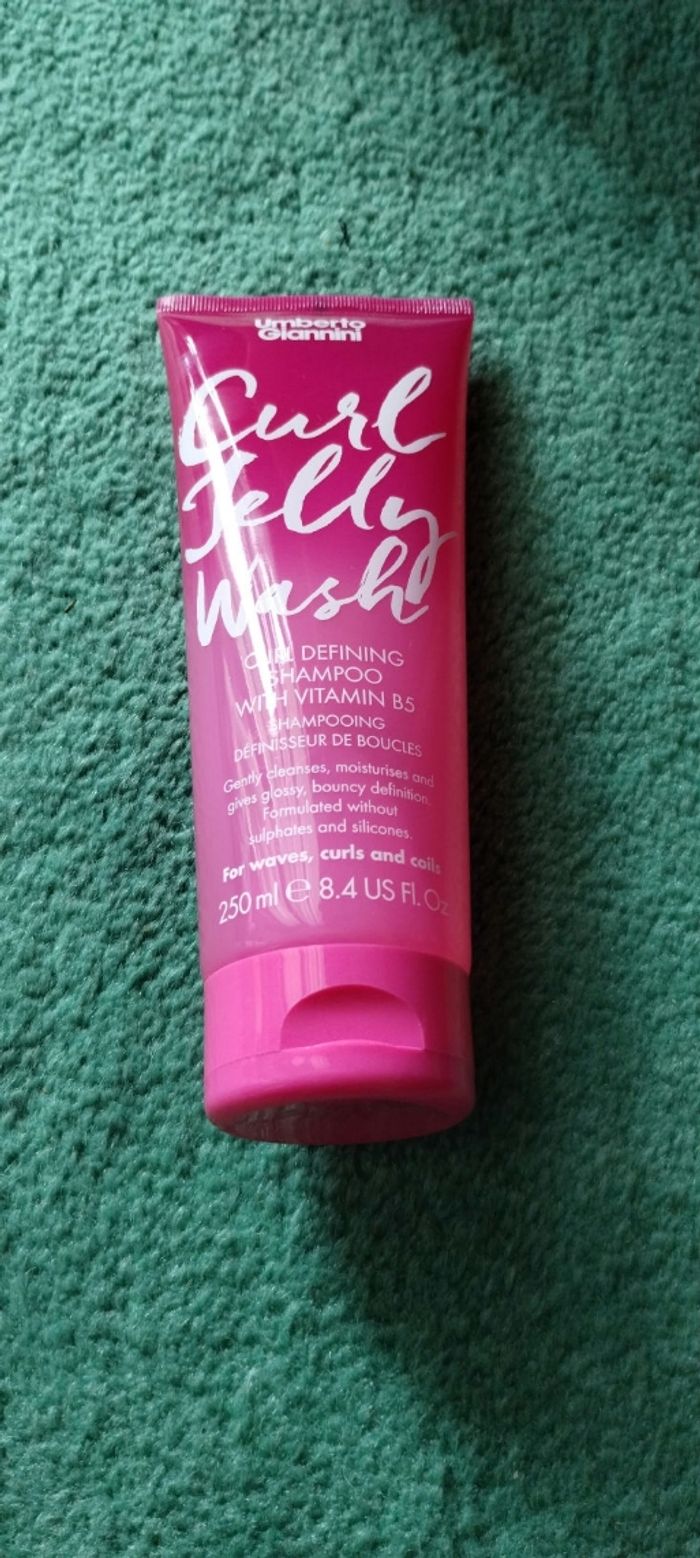 Umberto
Giannini
Curl
Jelly
Wash
CURL DEFINING
SHAMPOO
WITH VITAMIN B5
SHAMPOOING
DÉFINISSEUR DE BOUCLES
Gently cleanses, moisturises and
gives glossy, bouncy definition.
Formulated without
sulphates and silicones.
For waves, curls and coils
250 ml ℮ 8.4 US Fl. Oz